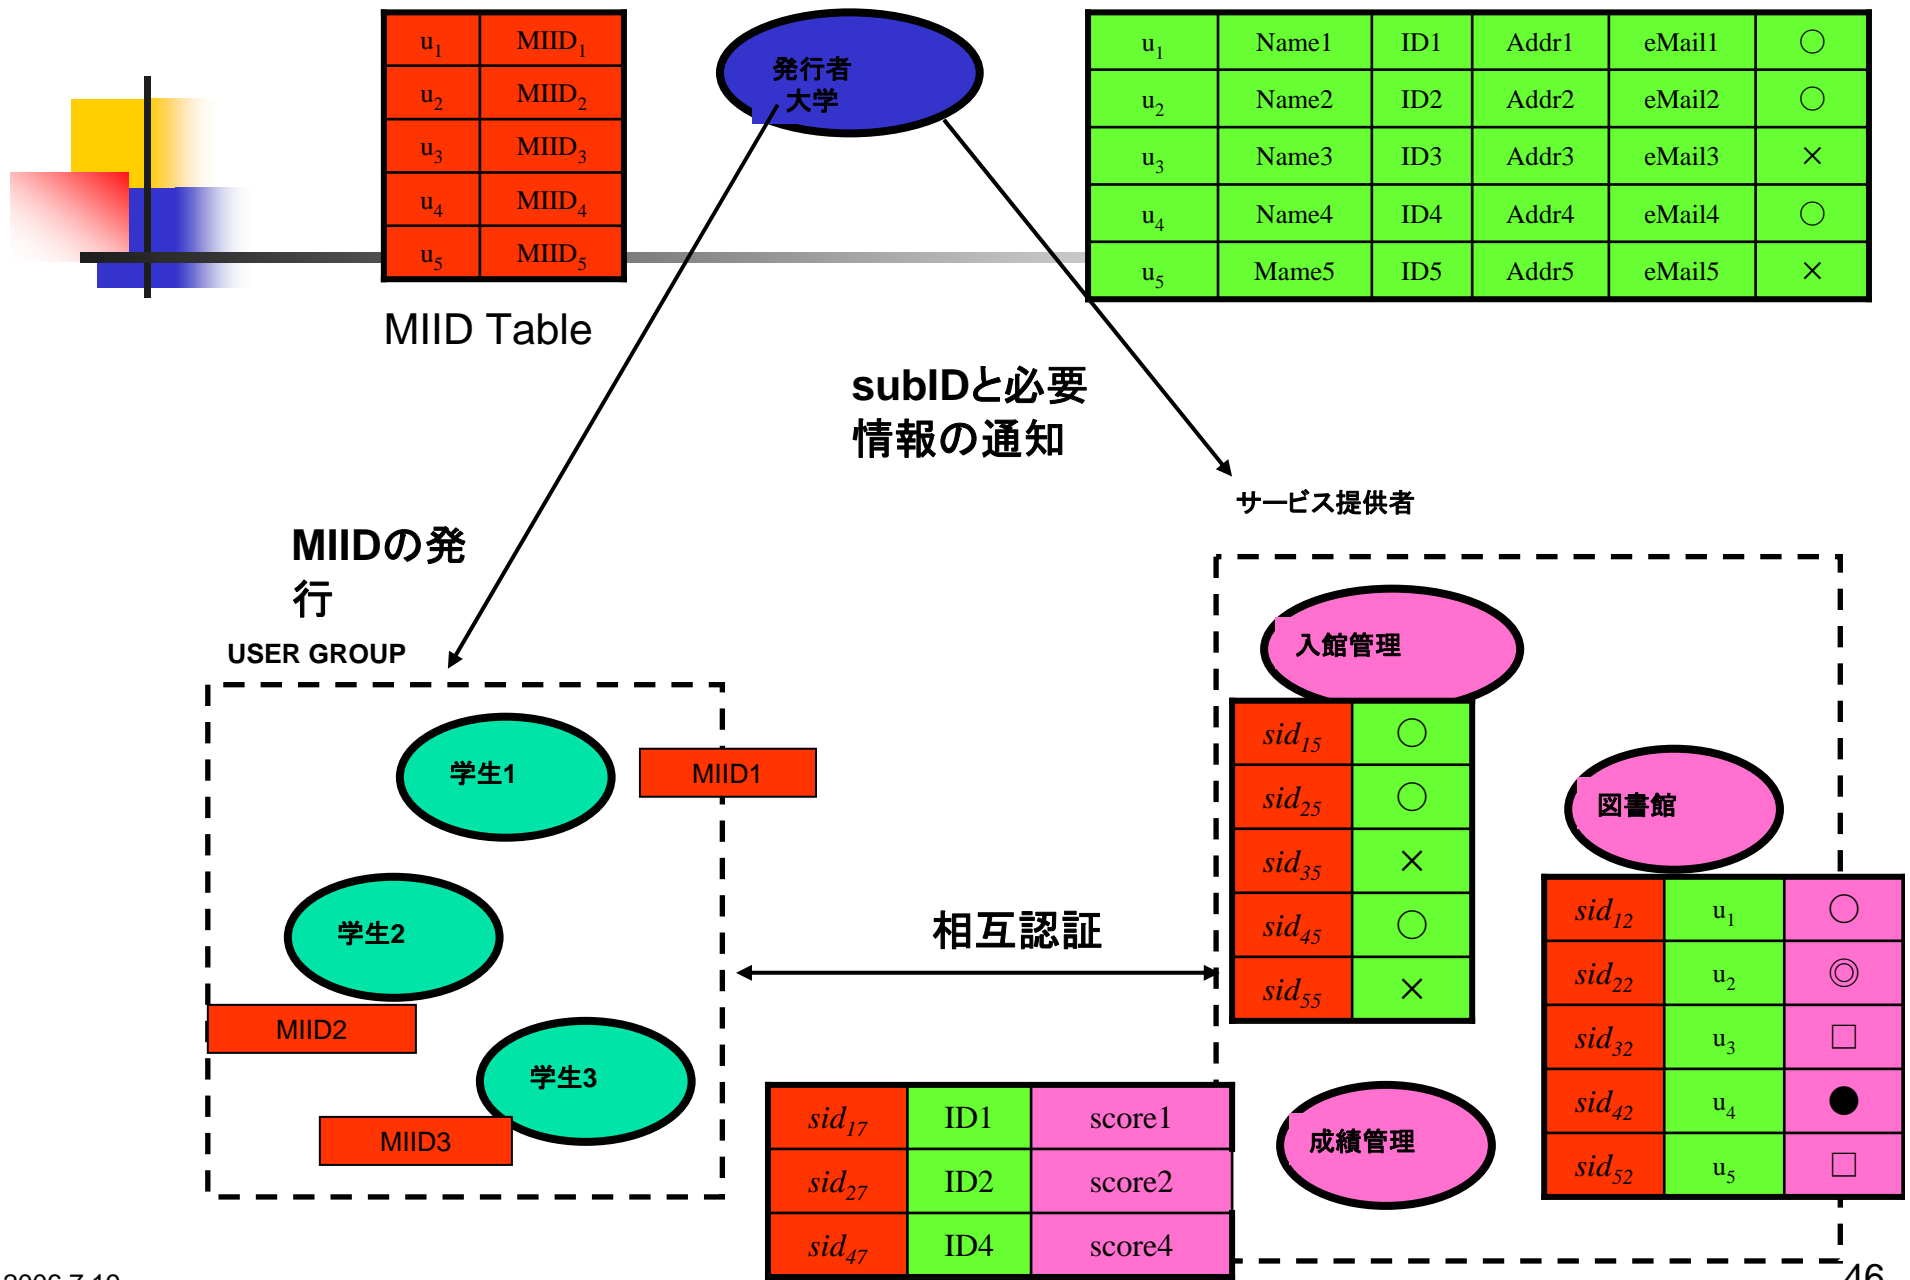 u1 MIID1
u2 MIID2
u3 MIID3
u4 MIID4
u5 MIID5
MIID Table
発行者
大学
u1 Name1 ID1 Addr1 eMail1 ○
u2 Name2 ID2 Addr2 eMail2 ○
u3 Name3 ID3 Addr3 eMail3 ×
u4 Name4 ID4 Addr4 eMail4 ○
u5 Mame5 ID5 Addr5 eMail5 ×
subIDと必要
情報の通知
MIIDの発
行
USER GROUP
学生1
MIID1
学生2
MIID2
学生3
MIID3
相互認証
サービス提供者
入館管理
sid15 ○
sid25 ○
sid35 ×
sid45 ○
sid55 ×
図書館
sid12 u1 ○
sid22 u2 ◎
sid32 u3 □
sid42 u4 ●
sid52 u5 □
成績管理
sid17 ID1 score1
sid27 ID2 score2
sid47 ID4 score4
46